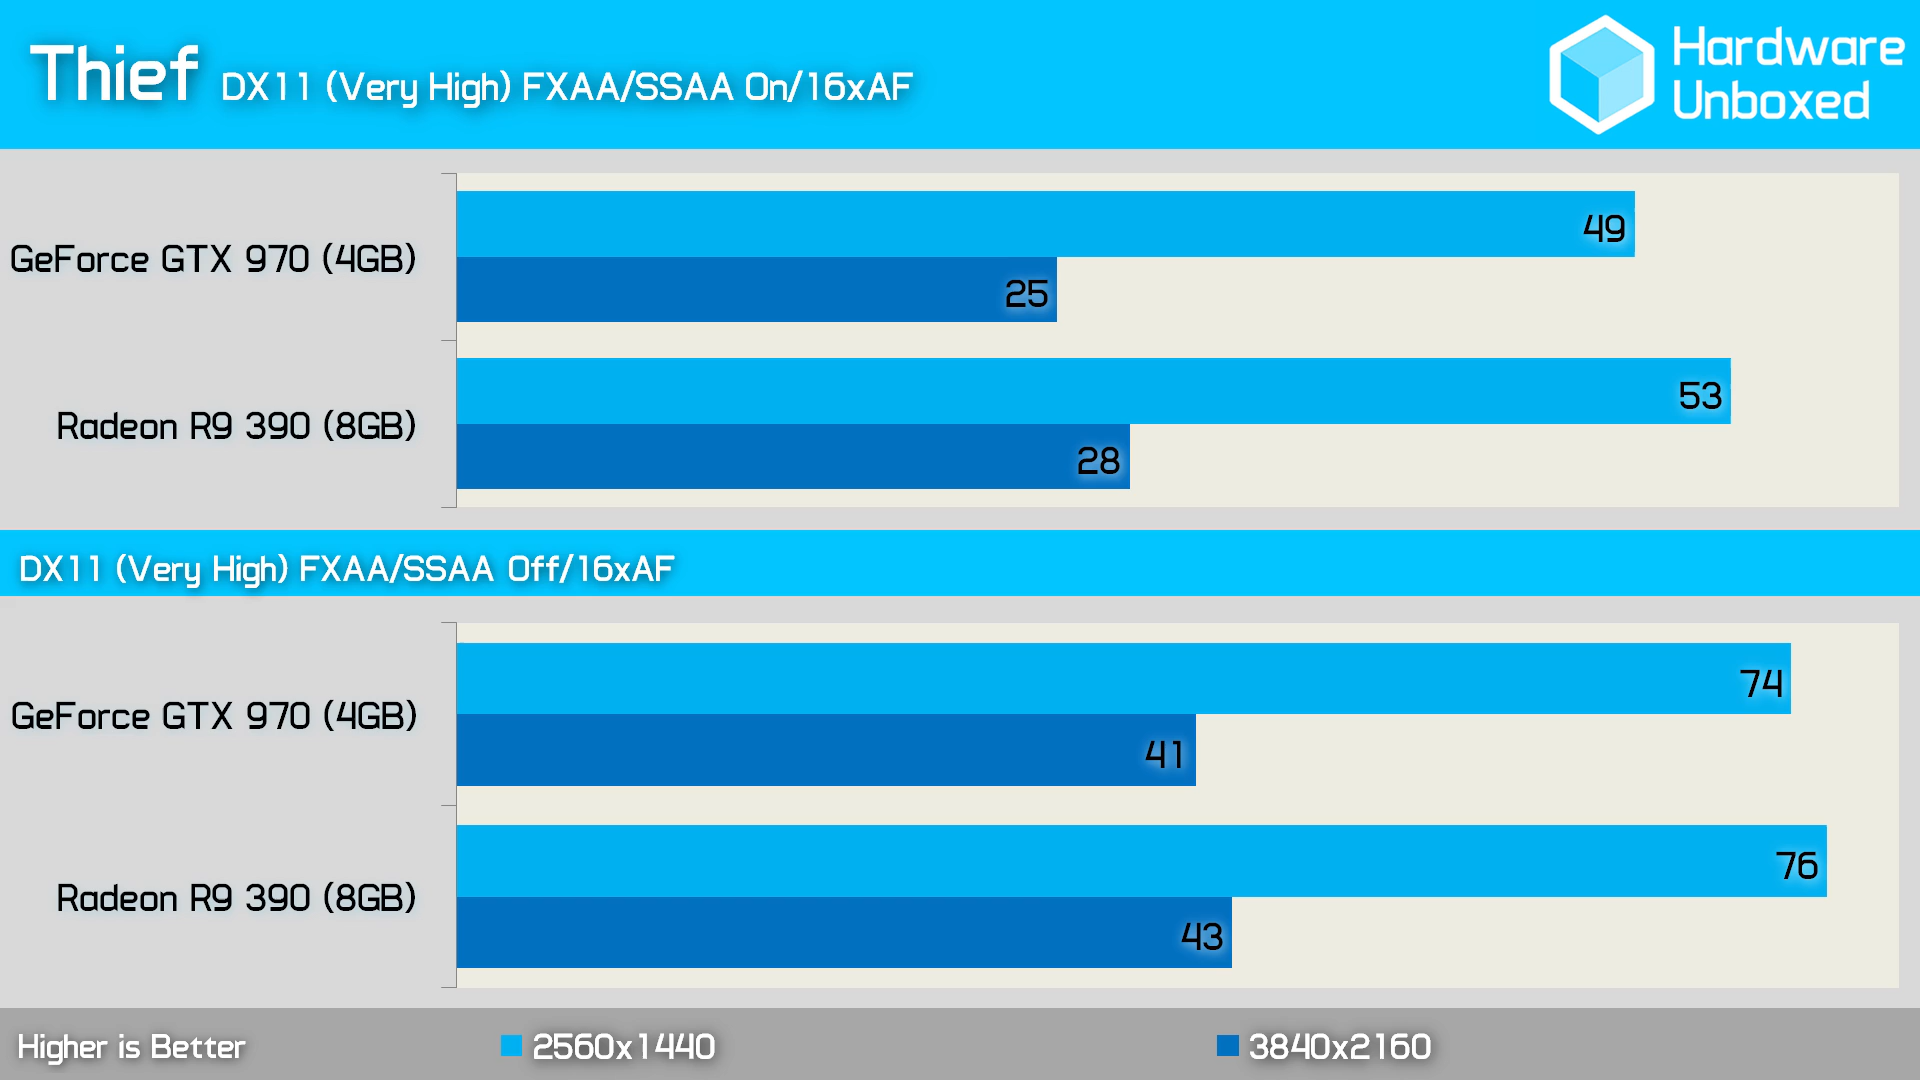 Thief DX11 (Very High) FXAA/SSAA On/16xAF
Hardware
Unboxed
GeForce GTX 970 (4GB)
49
25
Radeon R9 390 (8GB)
53
28
DX11 (Very High) FXAA/SSAA Off/16xAF
GeForce GTX 970 (4GB)
74
41
Radeon R9 390 (8GB)
76
43
Higher is Better
2560x1440
3840x2160